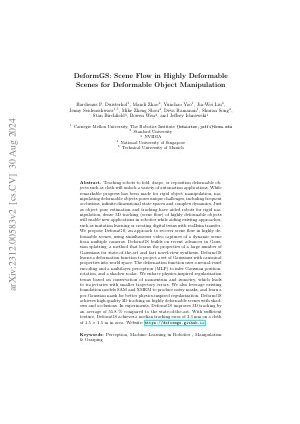 DeformGS: Scene Flow in Highly Deformable
Scenes for Deformable Object Manipulation
Bardienus P. Duisterhof¹, Mandi Zhao², Yunchao Yao¹, Jia-Wei Liu⁴,
Jenny Seidenschwarz¹,⁵, Mike Zheng Shou⁴, Deva Ramanan¹, Shuran Song²,
Stan Birchfield³, Bowen Wen³, and Jeffrey Ichnowski¹
¹ Carnegie Mellon University, The Robotics Institute
² Stanford University
³ NVIDIA
⁴ National University of Singapore
⁵ Technical University of Munich
arXiv:2312.00583v2 [cs.CV] 30 Aug 2024
Abstract. Teaching robots to fold, drape, or reposition deformable objects such as cloth will unlock a variety of automation applications. While
remarkable progress has been made for rigid object manipulation, manipulating deformable objects poses unique challenges, including frequent
occlusions, infinite-dimensional state spaces and complex dynamics. Just
as object pose estimation and tracking have aided robots for rigid manipulation, dense 3D tracking (scene flow) of highly deformable objects
will enable new applications in robotics while aiding existing approaches,
such as imitation learning or creating digital twins with real2sim transfer.
We propose DeformGS, an approach to recover scene flow in highly deformable scenes, using simultaneous video captures of a dynamic scene
from multiple cameras. DeformGS builds on recent advances in Gaussian splatting, a method that learns the properties of a large number of
Gaussians for state-of-the-art and fast novel-view synthesis. DeformGS
learns a deformation function to project a set of Gaussians with canonical
properties into world space. The deformation function uses a neural-voxel
encoding and a multilayer perceptron (MLP) to infer Gaussian position,
rotation, and a shadow scalar. We enforce physics-inspired regularization
terms based on conservation of momentum and isometry, which leads
to trajectories with smaller trajectory errors. We also leverage existing
foundation models SAM and XMEM to produce noisy masks, and learn a
per-Gaussian mask for better physics-inspired regularization. DeformGS
achieves high-quality 3D tracking on highly deformable scenes with shadows and occlusions. In experiments, DeformGS improves 3D tracking by
an average of 55.8 % compared to the state-of-the-art. With sufficient
texture, DeformGS achieves a median tracking error of 3.3 mm on a cloth
of 1.5 × 1.5 m in area. Website: https://deformgs.github.io/
Keywords: Perception, Machine Learning in Robotics , Manipulation
& Grasping